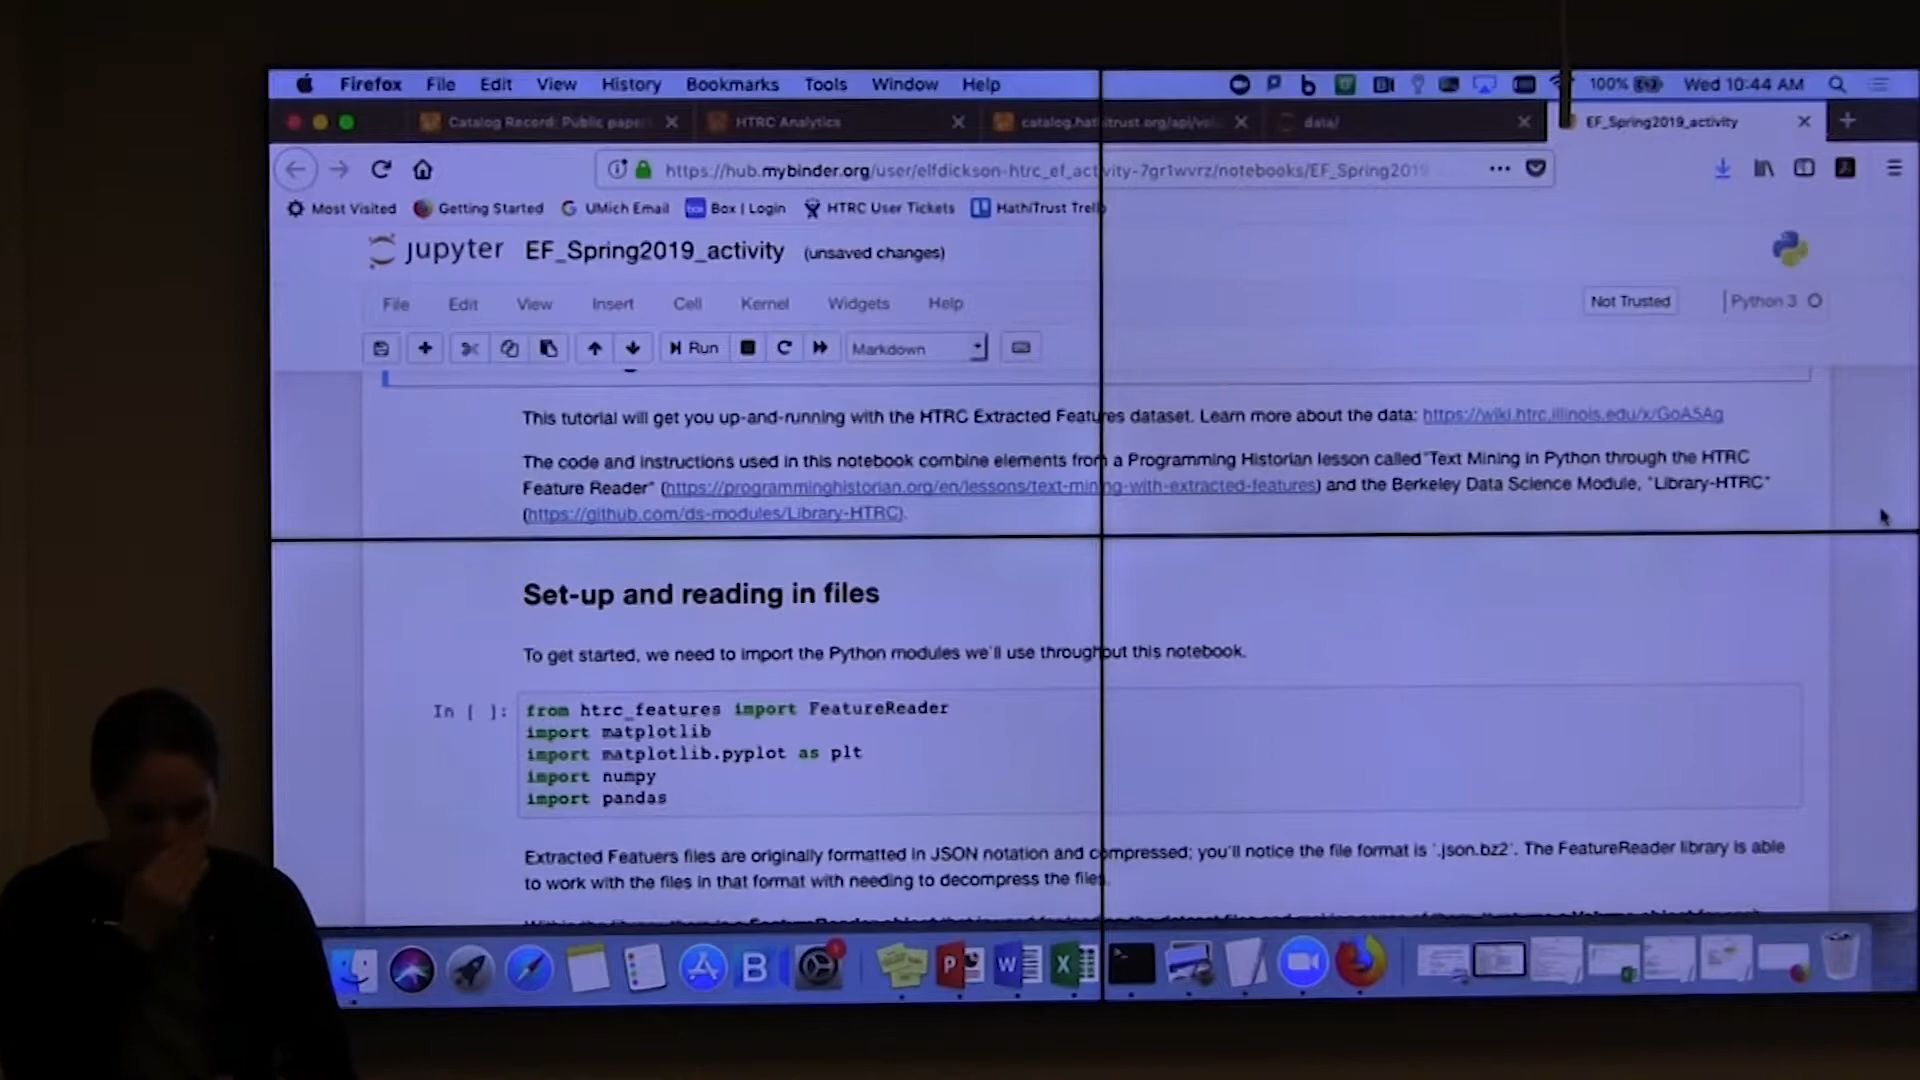 Firefox File Edit View History Bookmarks Tools Window Help 100% Wed 10:44 AM
Catalog Record: Public paper HTRC Analytics catalog.hathitrust.org/api/vol data/ EF_Spring2019_activity
https://hub.mybinder.org/user/elfdickson-htrc_ef_activity-7gr1wvrz/notebooks/EF_Spring2019
Most Visited Getting Started UMich Email Box | Login HTRC User Tickets HathiTrust Trello
jupyter EF_Spring2019_activity (unsaved changes)
File Edit View Insert Cell Kernel Widgets Help Not Trusted Python 3
Run Markdown
This tutorial will get you up-and-running with the HTRC Extracted Features dataset. Learn more about the data: https://wiki.htrc.illinois.edu/x/GoA5Ag
The code and instructions used in this notebook combine elements from a Programming Historian lesson called "Text Mining in Python through the HTRC
Feature Reader" (https://programminghistorian.org/en/lessons/text-mining-with-extracted-features) and the Berkeley Data Science Module, "Library-HTRC"
(https://github.com/ds-modules/Library-HTRC).
Set-up and reading in files
To get started, we need to import the Python modules we'll use throughout this notebook.
In [ ]: from htrc_features import FeatureReader
import matplotlib
import matplotlib.pyplot as plt
import numpy
import pandas
Extracted Featuers files are originally formatted in JSON notation and compressed; you'll notice the file format is '.json.bz2'. The FeatureReader library is able
to work with the files in that format with needing to decompress the files.